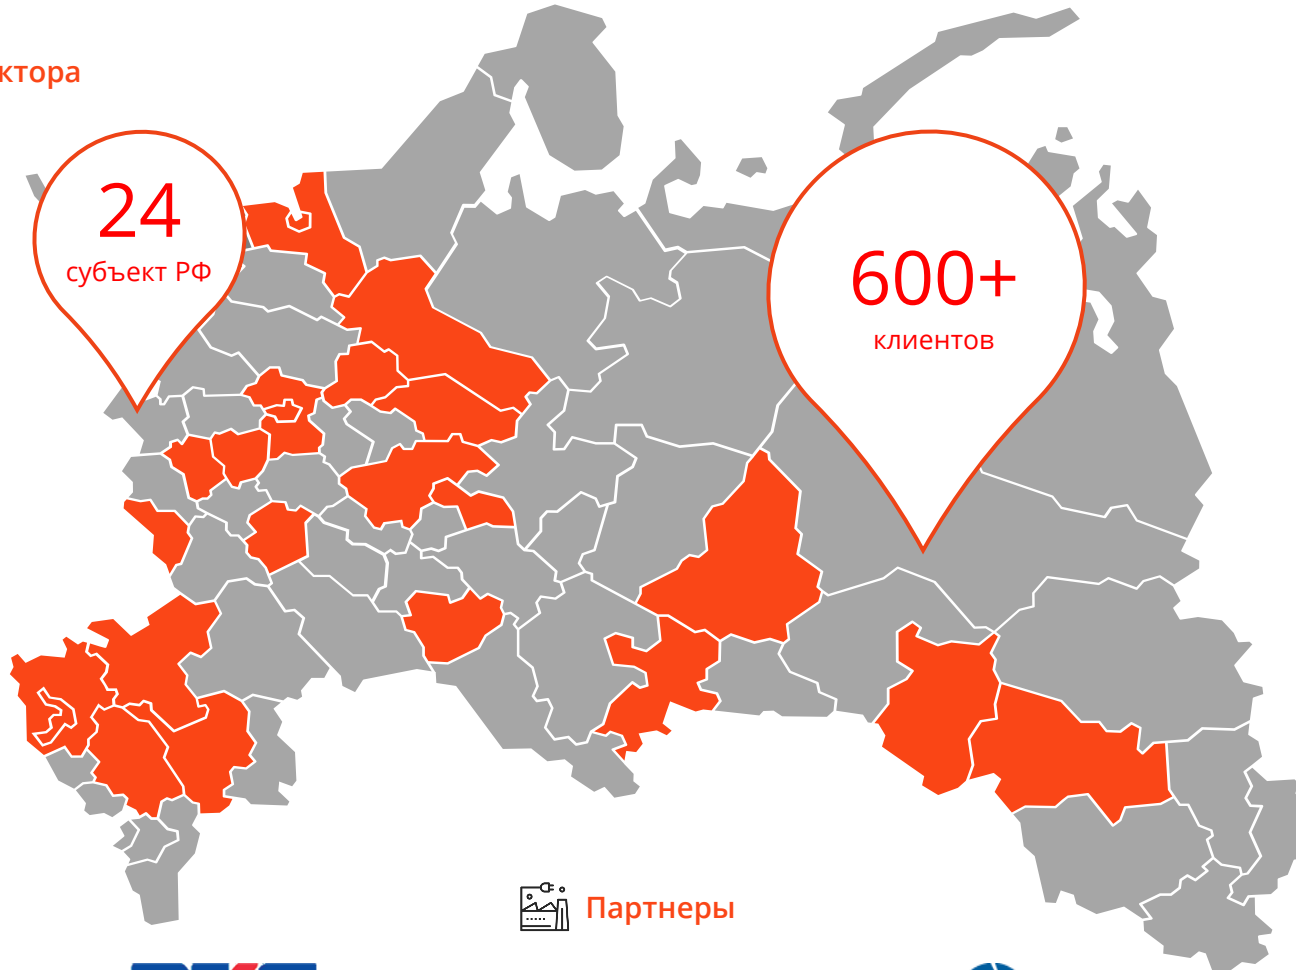 ктора
24
субъект РФ
600+
клиентов
Партнеры